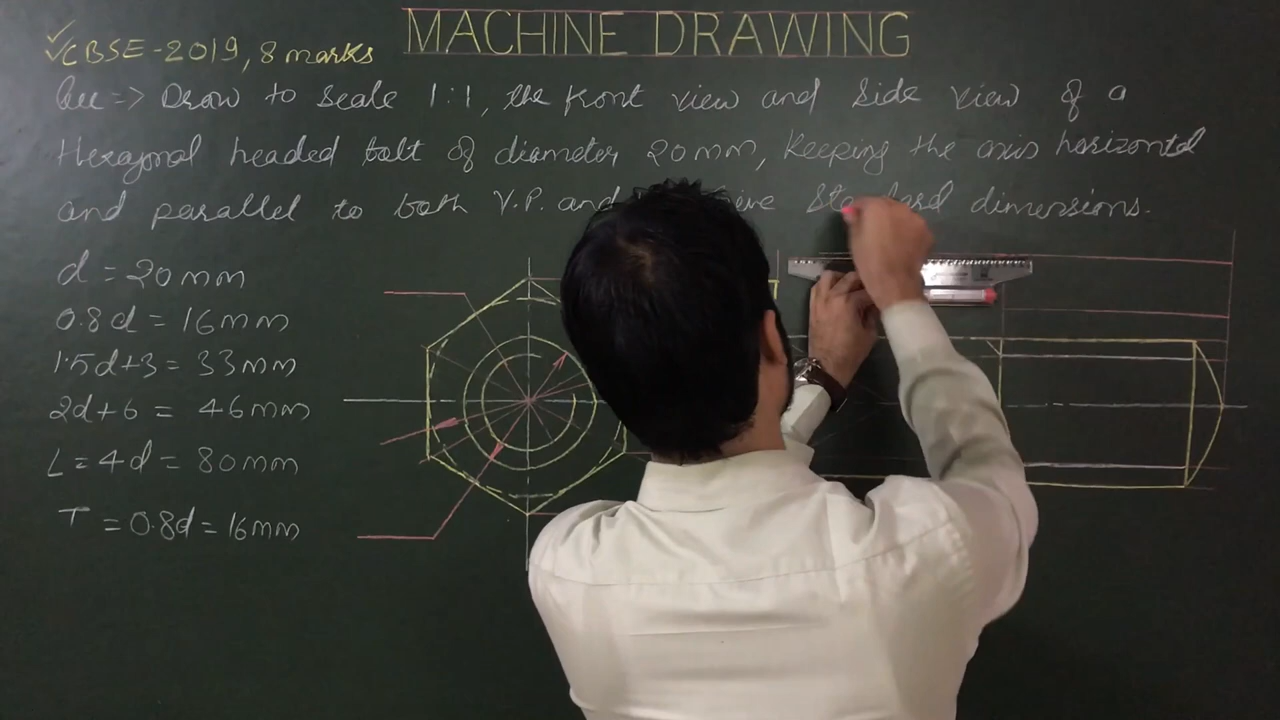 MACHINE DRAWING
CBSE-2019, 8 marks
Que => Draw to scale 1:1, the front view and side view of a
Hexagonal headed bolt of diameter 20mm, Keeping the axis horizontal
and parallel to both V.P. and dimensions.
d = 20mm
0.8d = 16mm
1.5d+3 = 33mm
2d+6 = 46mm
L = 4d = 80mm
T = 0.8d = 16mm